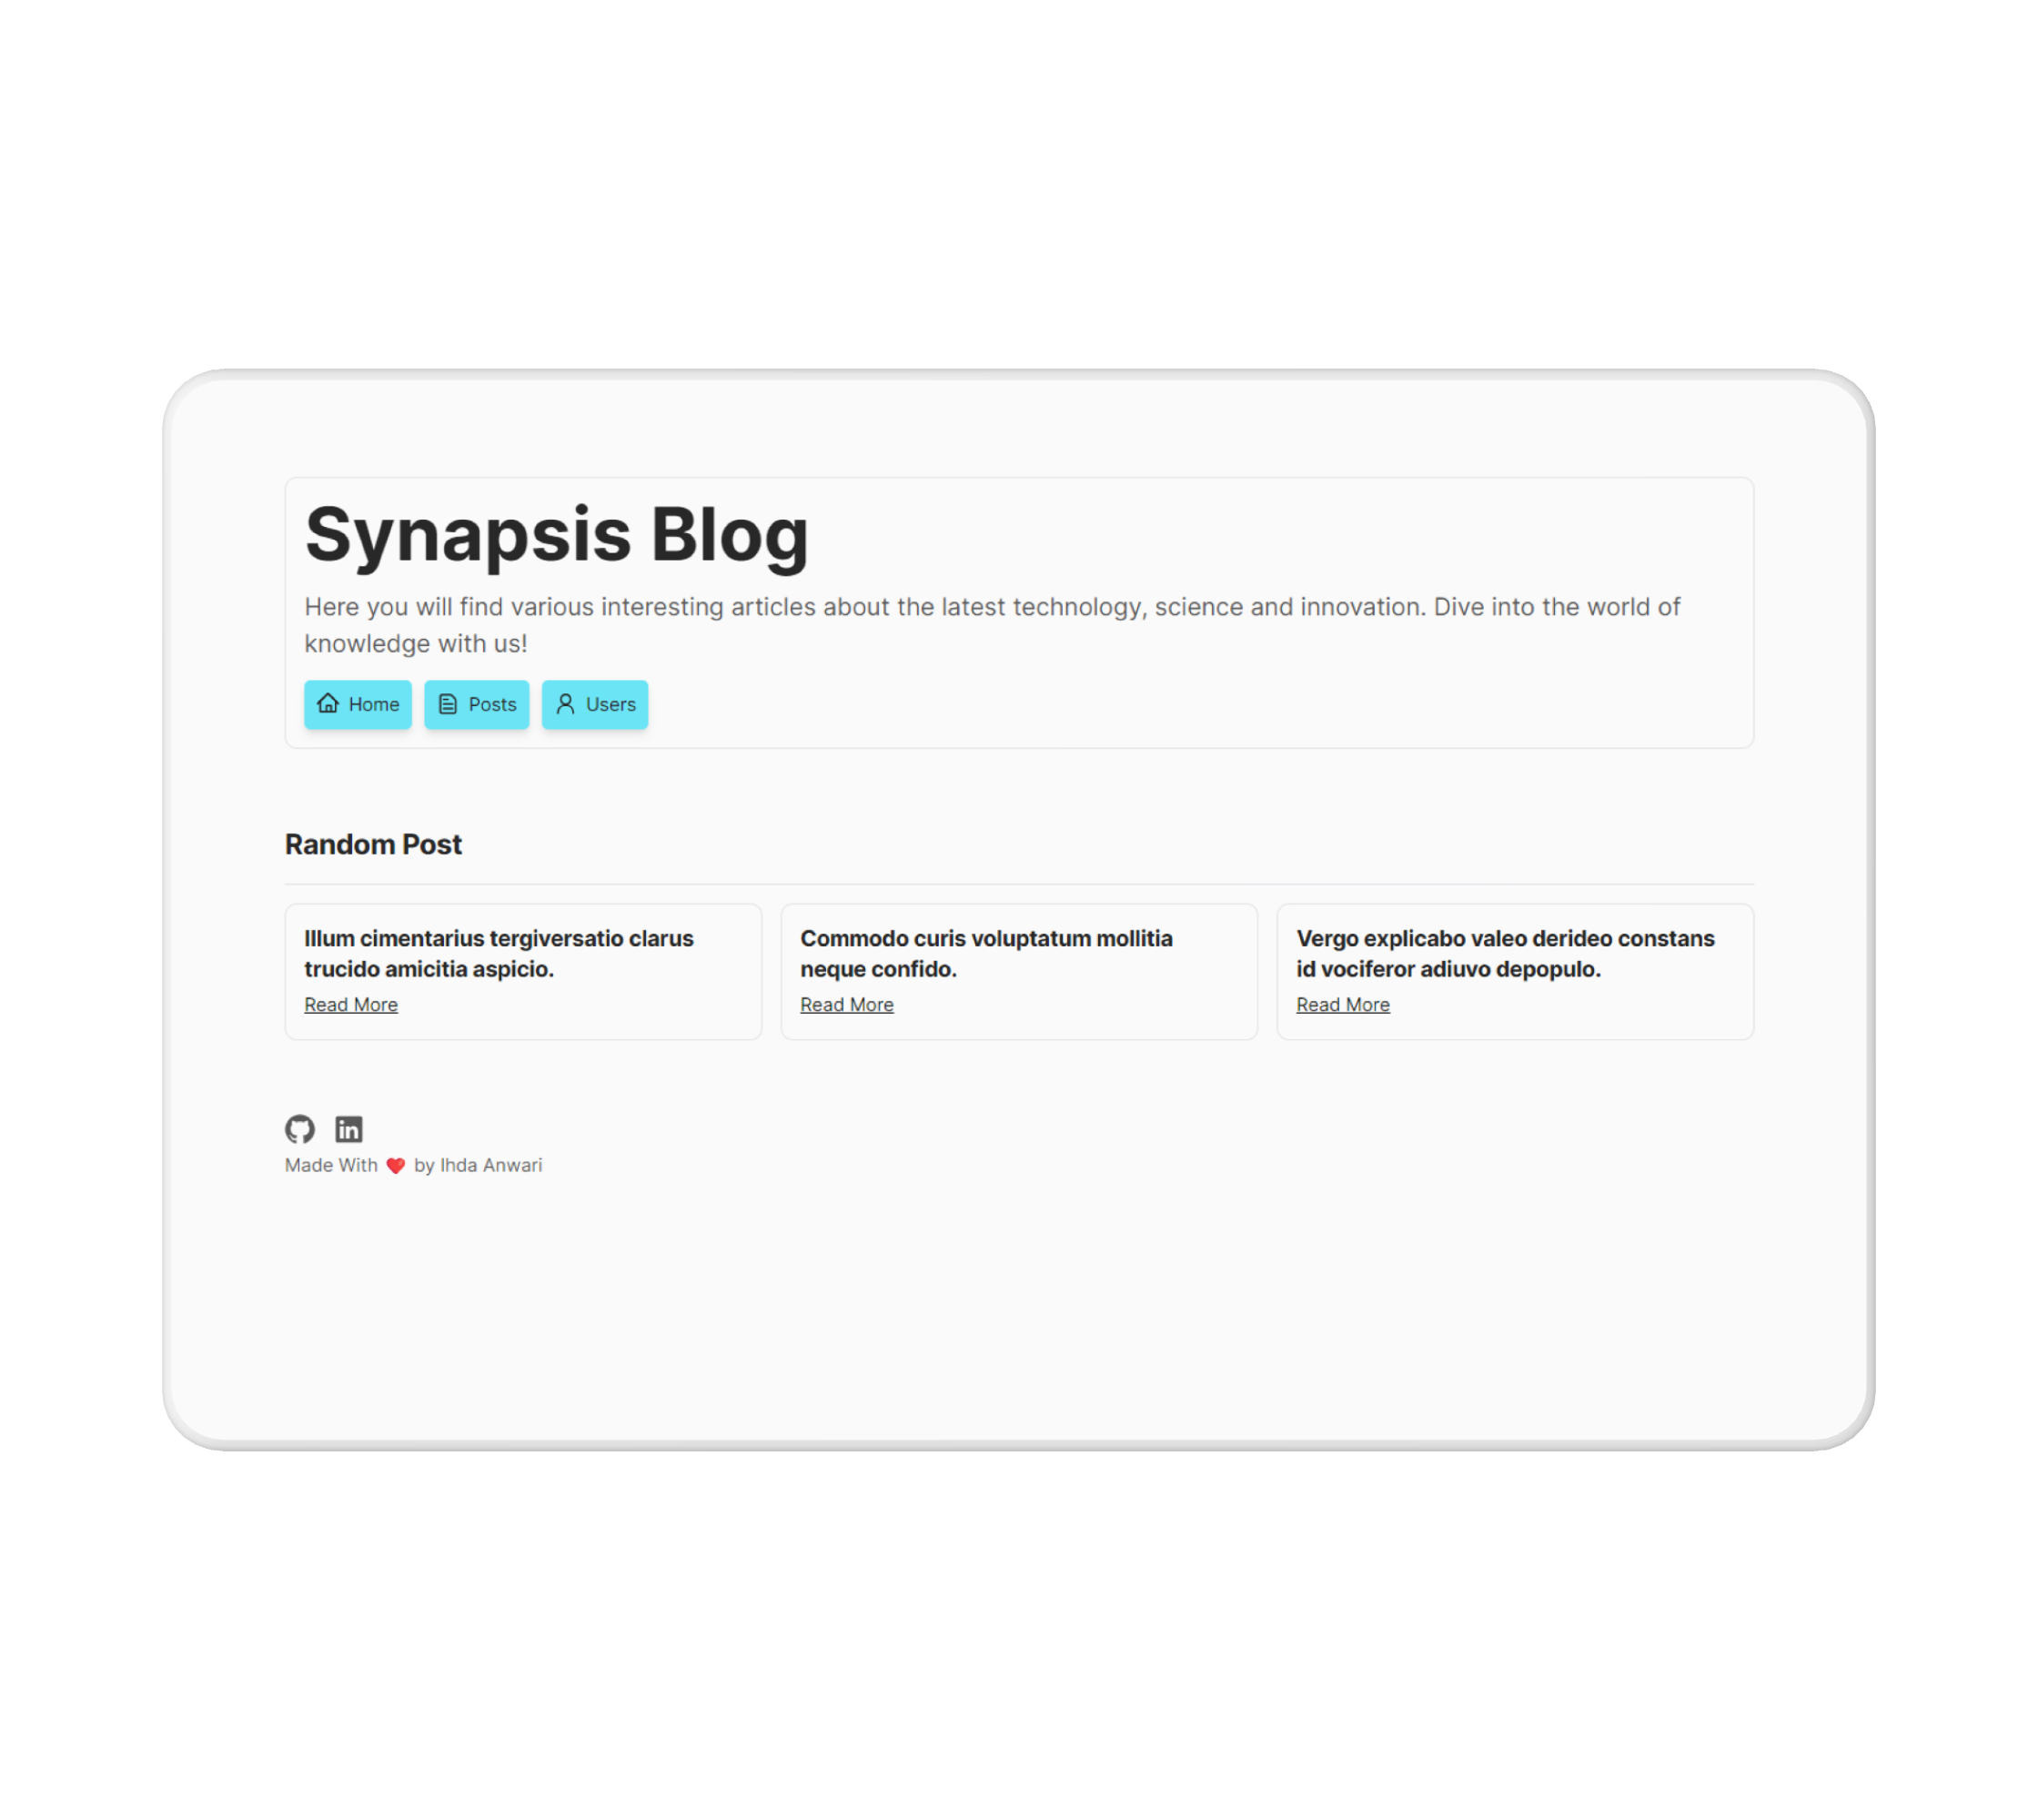 Synapsis Blog
Here you will find various interesting articles about the latest technology, science and innovation. Dive into the world of
knowledge with us!
Home Posts Users
Random Post
Illum cimentarius tergiversatio clarus
trucido amicitia aspicio.
Read More
Commodo curis voluptatum mollitia
neque confido.
Read More
Vergo explicabo valeo derideo constans
id vociferor adiuvo depopulo.
Read More
in
Made With ❤️ by Ihda Anwari